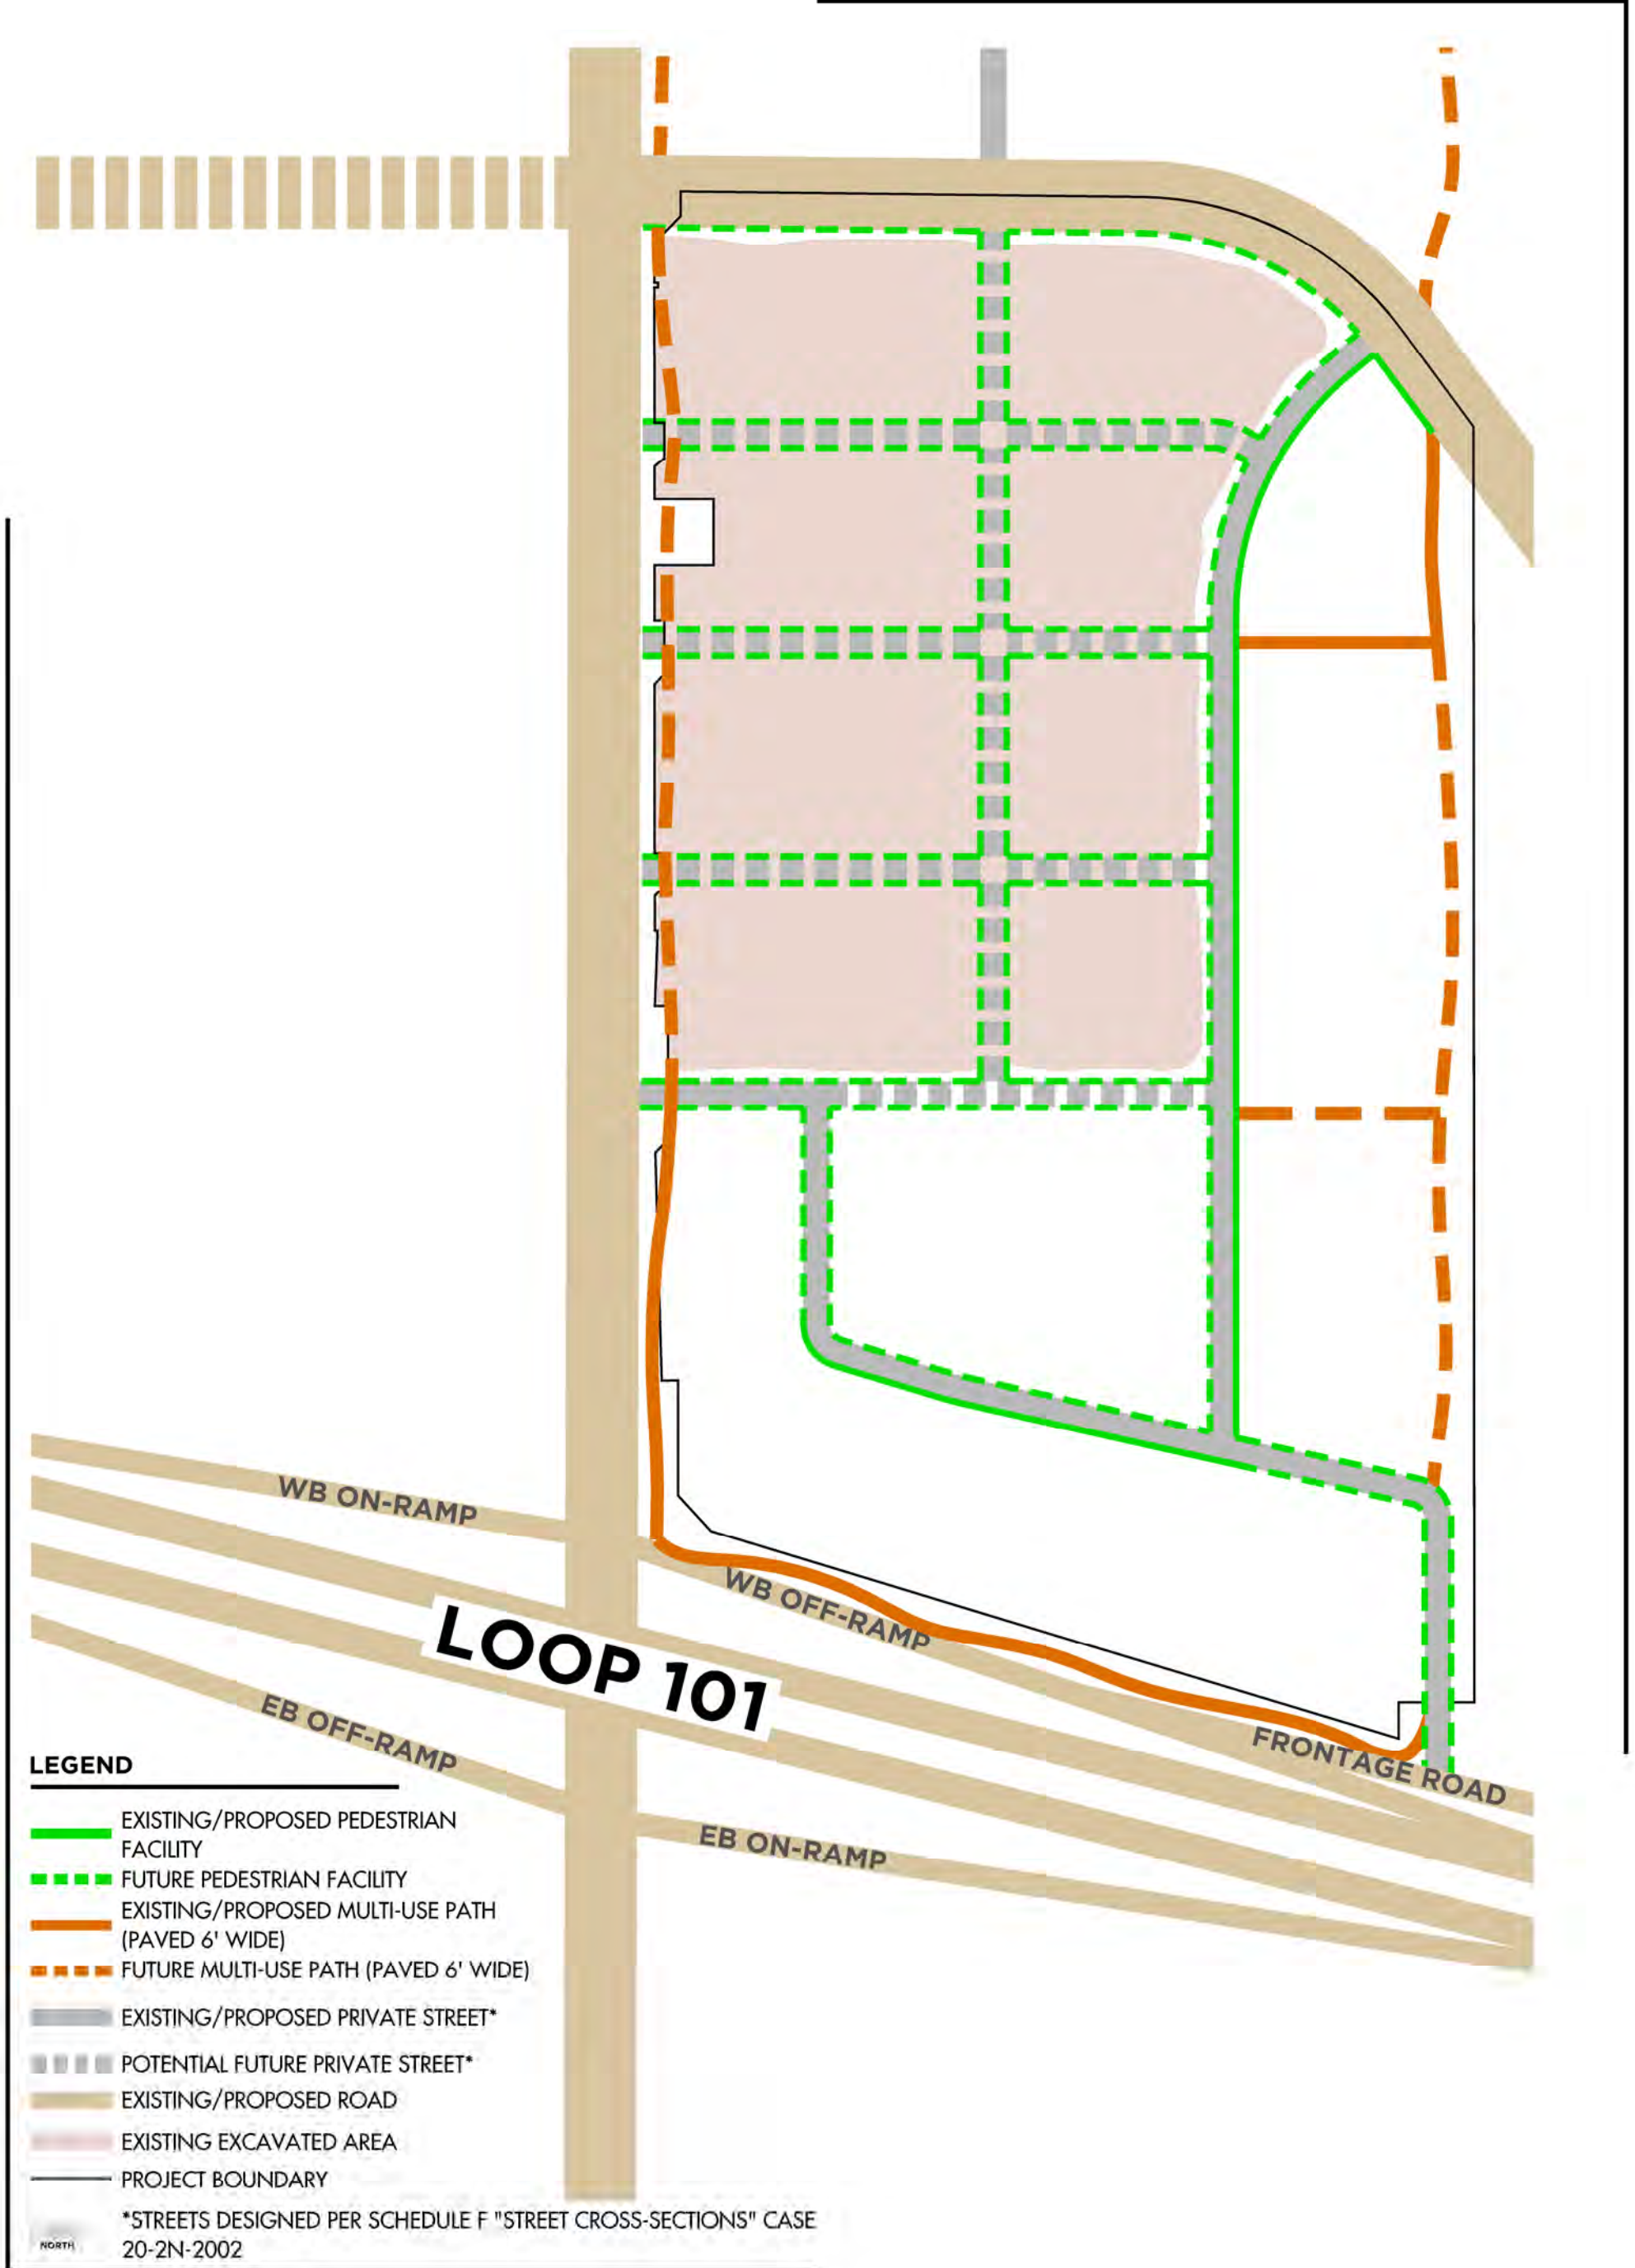 WB ON-RAMP
WB OFF-RAMP
LOOP 101
EB OFF-RAMP
FRONTAGE ROAD
EB ON-RAMP
LEGEND
EXISTING/PROPOSED PEDESTRIAN
FACILITY
FUTURE PEDESTRIAN FACILITY
EXISTING/PROPOSED MULTI-USE PATH
(PAVED 6' WIDE)
FUTURE MULTI-USE PATH (PAVED 6' WIDE)
EXISTING/PROPOSED PRIVATE STREET*
POTENTIAL FUTURE PRIVATE STREET*
EXISTING/PROPOSED ROAD
EXISTING EXCAVATED AREA
PROJECT BOUNDARY
*STREETS DESIGNED PER SCHEDULE F "STREET CROSS-SECTIONS" CASE
20-2N-2002
NORTH